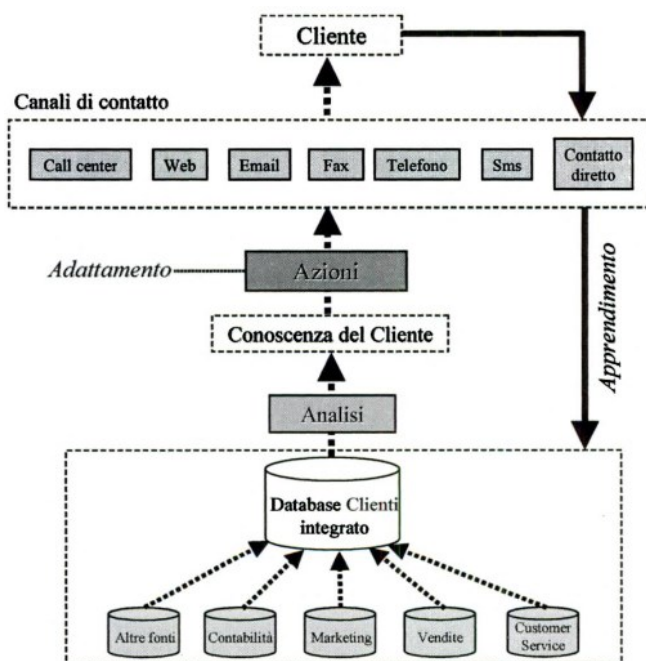 Cliente
Canali di contatto
Call center
Web
Email
Fax
Telefono
Sms
Contatto
diretto
Adattamento
Azioni
Conoscenza del Cliente
Apprendimento
Analisi
Database Clienti
integrato
Altre fonti
Contabilità
Marketing
Vendite
Customer
Service